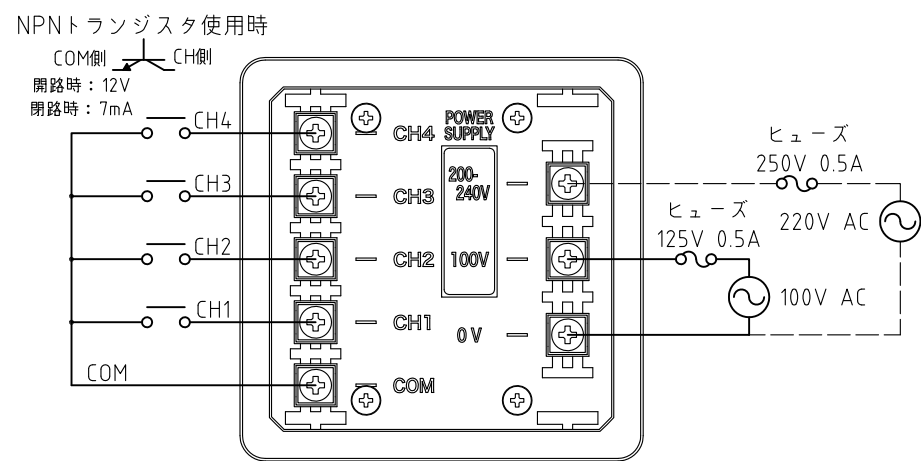 NPNトランジスタ使用時
COM側 CH側
開路時：12V
閉路時：7mA
CH4
CH3
CH2
CH1
COM
CH4
CH3
CH2
CH1
COM
POWER
SUPPLY
200-
240V
100V
0V
ヒューズ
250V 0.5A
220V AC
ヒューズ
125V 0.5A
100V AC